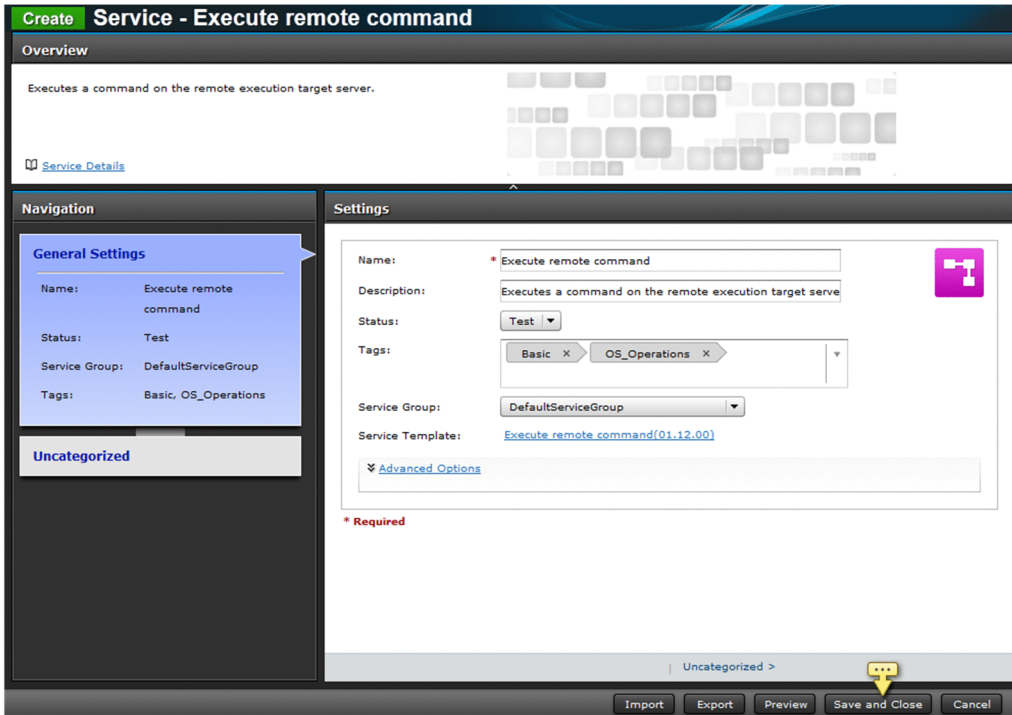 Create Service - Execute remote command
Overview
Executes a command on the remote execution target server.
Service Details
Navigation
General Settings
Name: Execute remote command
Status: Test
Service Group: DefaultServiceGroup
Tags: Basic, OS_Operations
Uncategorized
Settings
Name: * Execute remote command
Description: Executes a command on the remote execution target serve
Status: Test
Tags: Basic × OS_Operations ×
Service Group: DefaultServiceGroup
Service Template: Execute remote command(01.12.00)
Advanced Options
* Required
Uncategorized >
Import Export Preview Save and Close Cancel